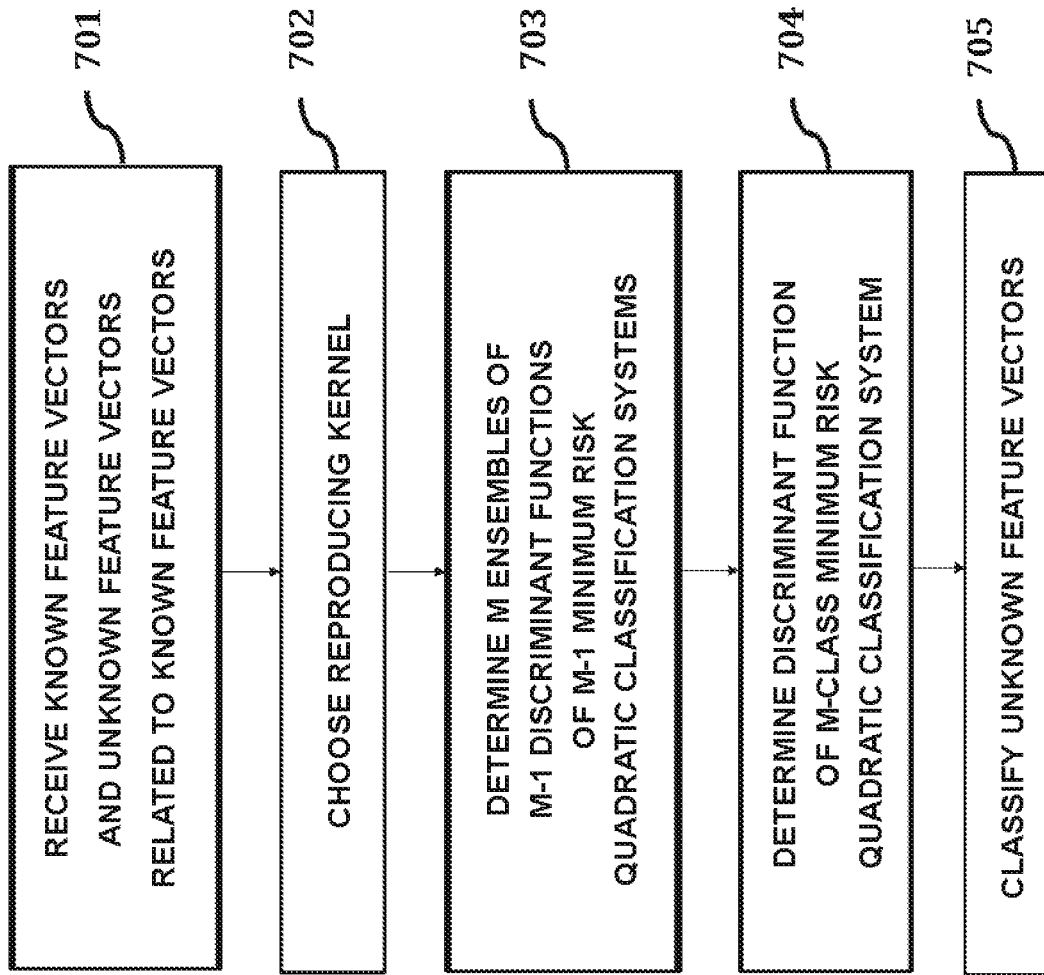 RECEIVE KNOWN FEATURE VECTORS
AND UNKNOWN FEATURE VECTORS
RELATED TO KNOWN FEATURE VECTORS
701
CHOOSE REPRODUCING KERNEL
702
DETERMINE M ENSEMBLES OF
M-1 DISCRIMINANT FUNCTIONS
OF M-1 MINIMUM RISK
QUADRATIC CLASSIFICATION SYSTEMS
703
DETERMINE DISCRIMINANT FUNCTION
OF M-CLASS MINIMUM RISK
QUADRATIC CLASSIFICATION SYSTEM
704
CLASSIFY UNKNOWN FEATURE VECTORS
705